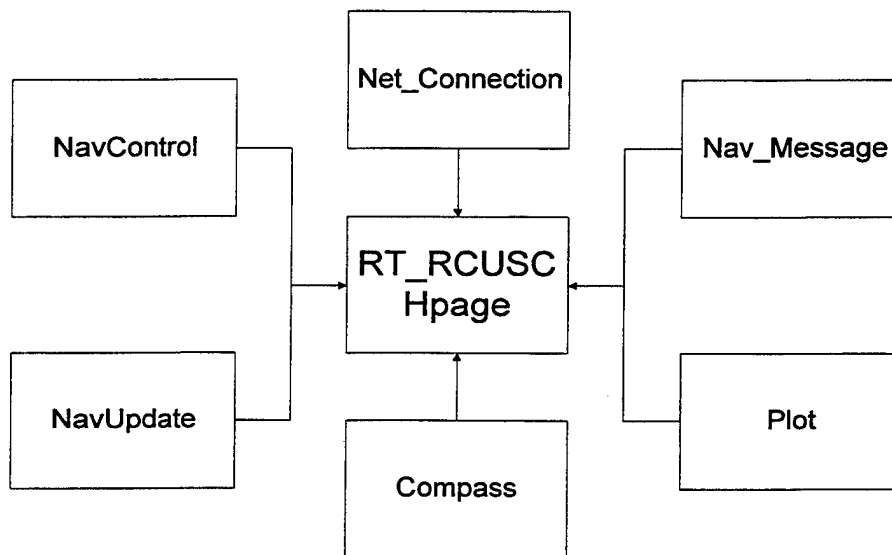 Net_Connection
NavControl
Nav_Message
RT_RCUSC
Hpage
NavUpdate
Plot
Compass